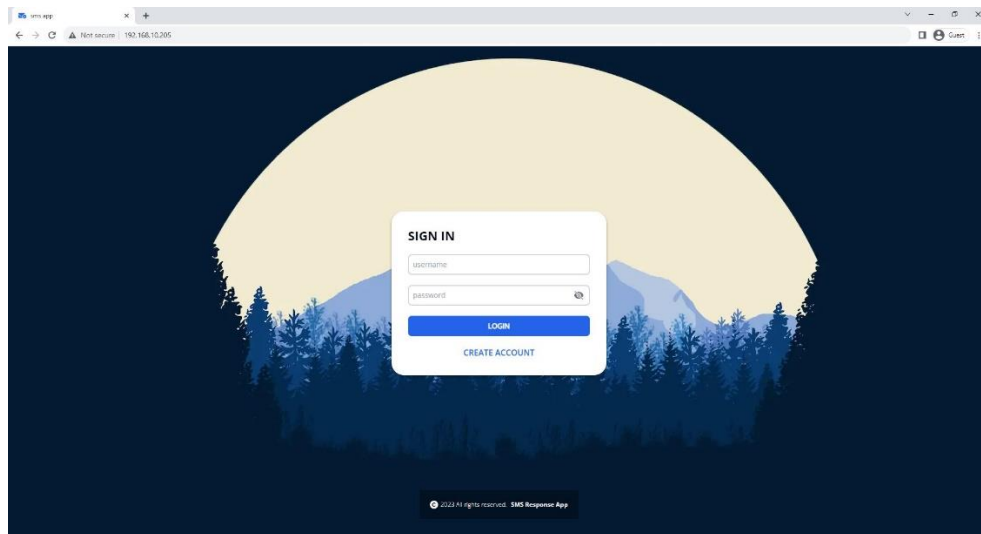 sms app
Not secure 192.168.10.205
Guest
SIGN IN
username
password
LOGIN
CREATE ACCOUNT
2023 All rights reserved. SMS Response App